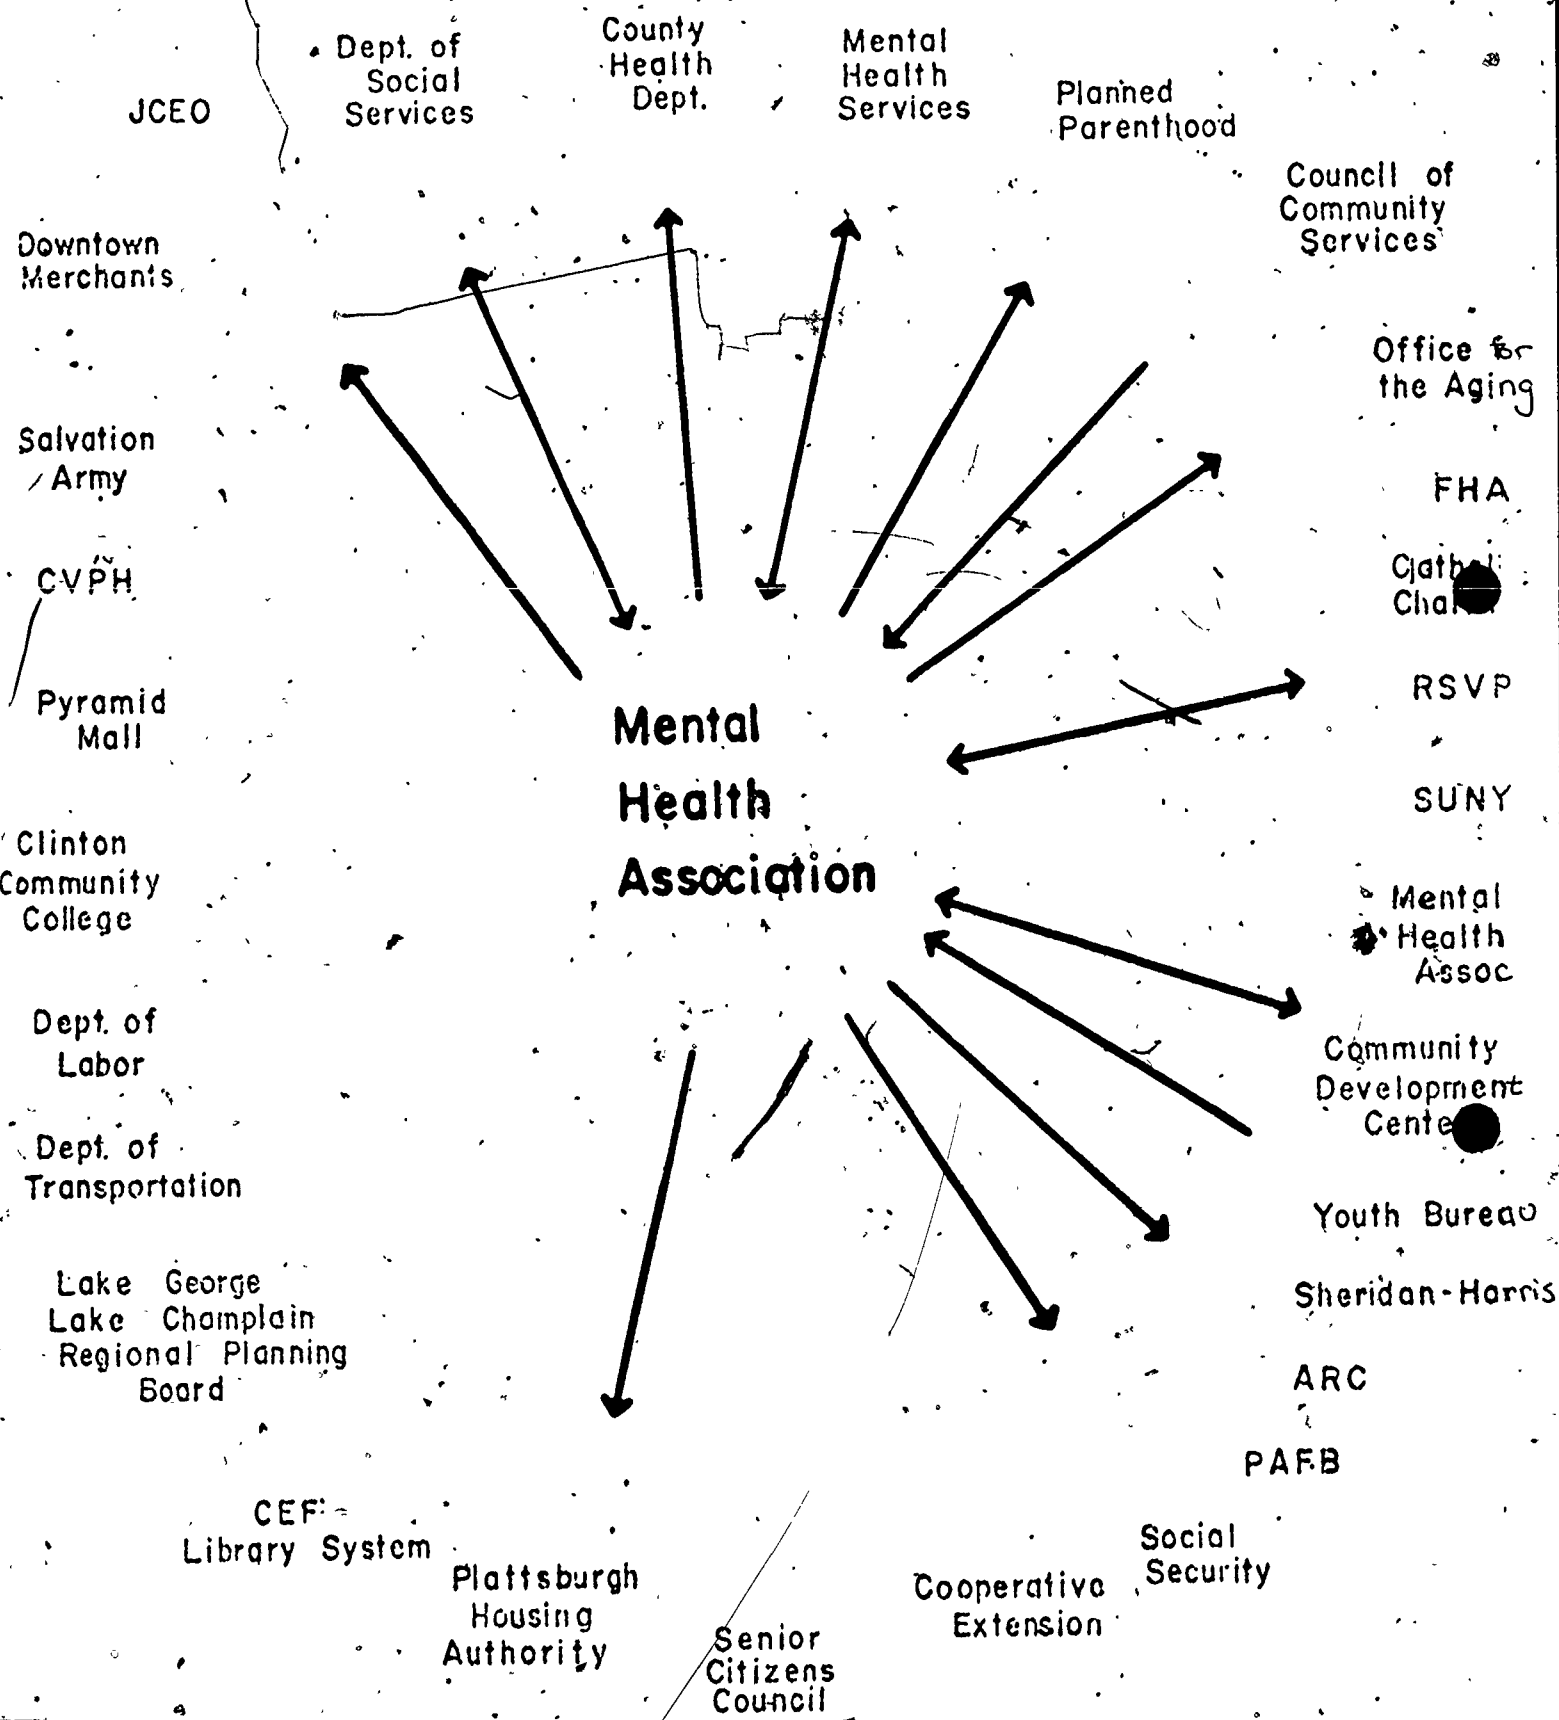 JCEO
Dept. of
Social
Services
County
Health
Dept.
Mental
Health
Services
Planned
Parenthood
Council of
Community
Services
Office for
the Aging
FHA
RSVP
SUNY
Mental
Health
Assoc
Community
Development
Youth Bureau
Sheridan-Harris
ARC
PAFB
Social
Security
Cooperative
Extension
Senior
Citizens
Council
Plattsburgh
Housing
Authority
CEF
Library System
Lake George
Lake Champlain
Regional Planning
Board
Dept. of
Transportation
Dept. of
Labor
Clinton
Community
College
Pyramid
Mall
CVPH
Salvation
Army
Downtown
Merchants
Mental
Health
Association